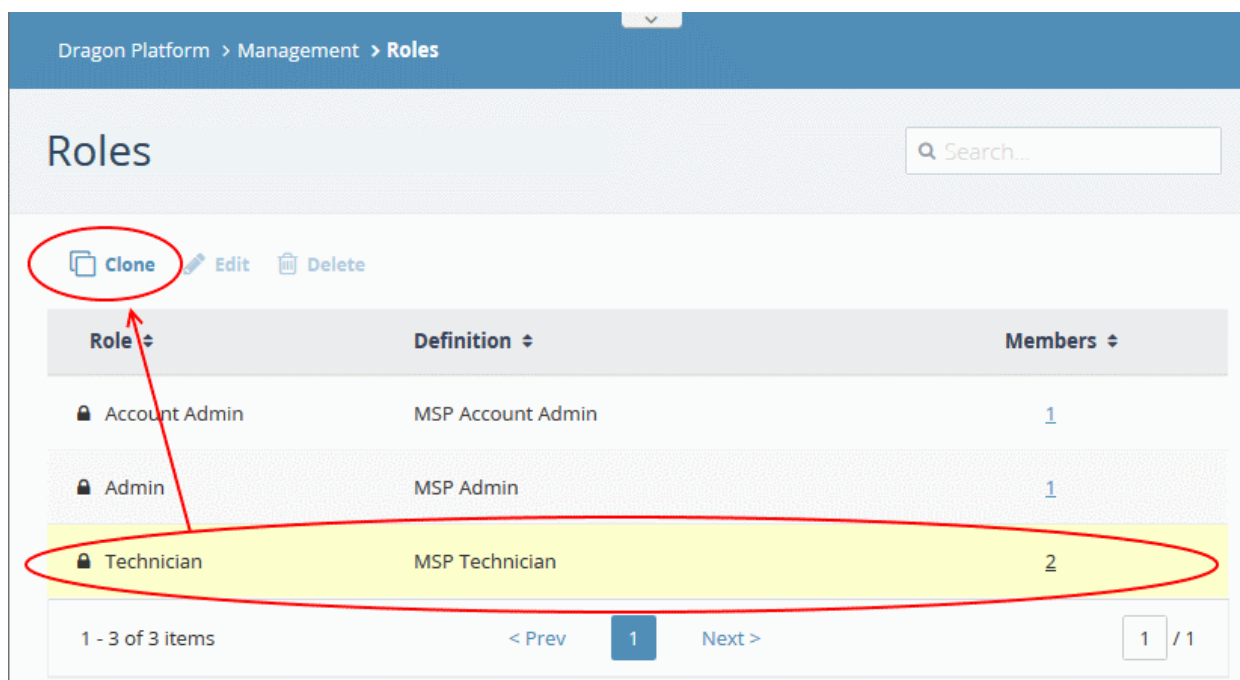 Dragon Platform > Management > Roles
Roles
Search...
Clone Edit Delete
Role Definition Members
Account Admin MSP Account Admin 1
Admin MSP Admin 1
Technician MSP Technician 2
1 - 3 of 3 items < Prev 1 Next > 1 / 1